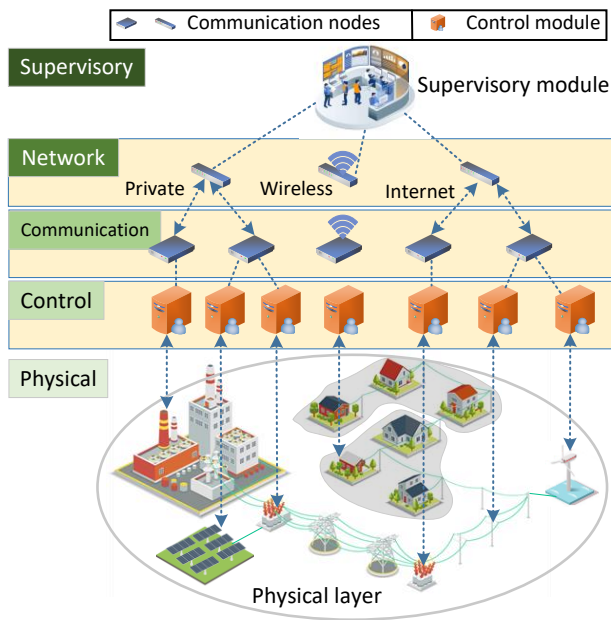 Communication nodes
Control module
Supervisory
Supervisory module
Network
Private
Wireless
Internet
Communication
Control
Physical
Physical layer